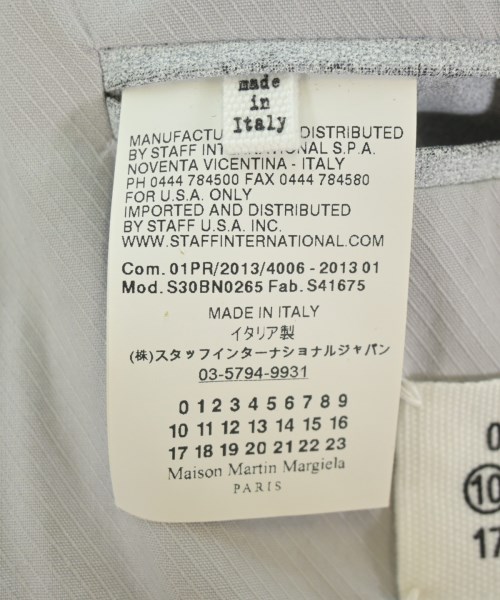 made
in
Italy
MANUFACTU DISTRIBUTED
BY STAFF INTE NATIONAL S.P.A.
NOVENTA VICENTINA - ITALY
PH 0444 784500 FAX 0444 784580
FOR U.S.A. ONLY
IMPORTED AND DISTRIBUTED
BY STAFF U.S.A. INC.
WWW.STAFFINTERNATIONAL.COM
Com. 01PR/2013/4006 - 2013 01
Mod. S30BN0265 Fab. S41675
MADE IN ITALY
イタリア製
(株)スタッフインターナショナルジャパン
03-5794-9931
0 1 2 3 4 5 6 7 8 9
10 11 12 13 14 15 16
17 18 19 20 21 22 23
Maison Martin Margiela
PARIS
0
10
17